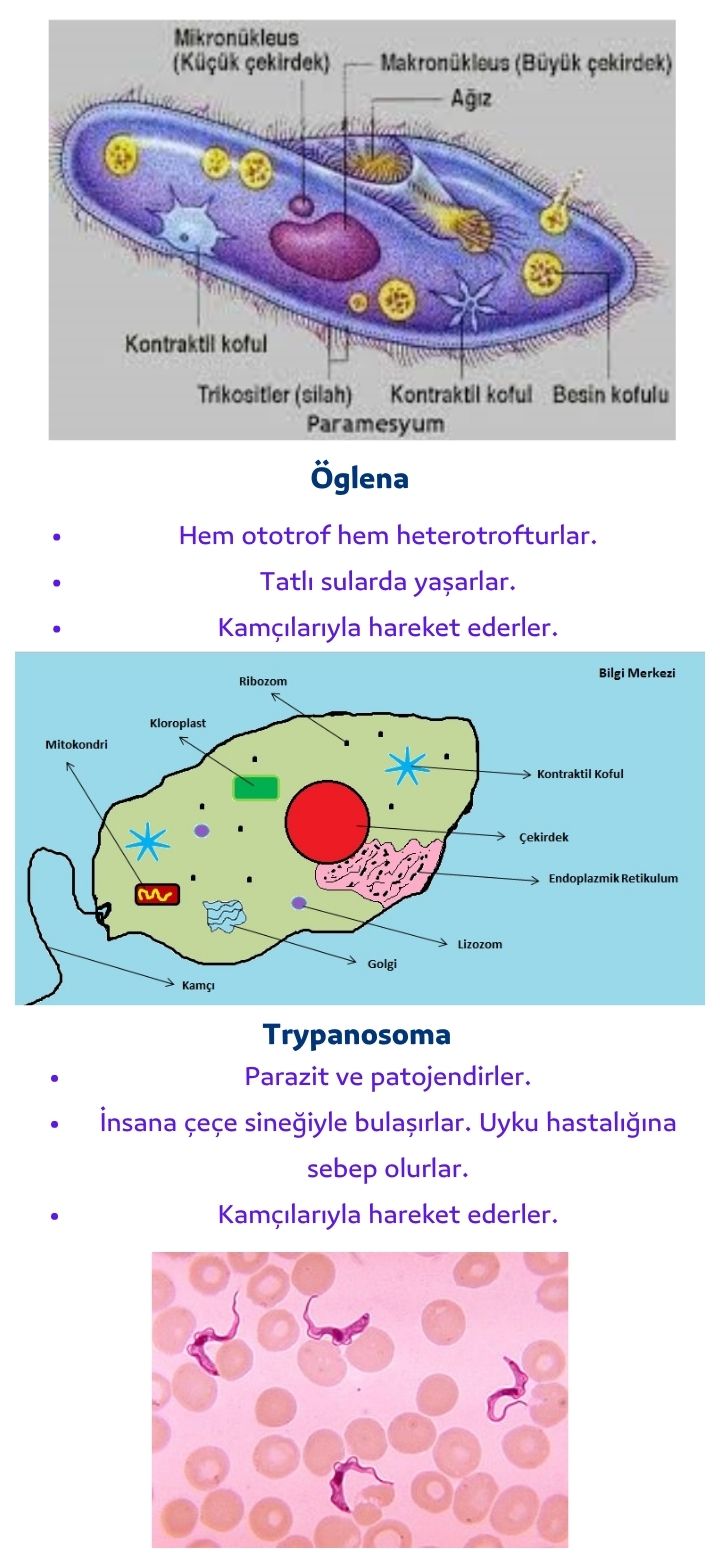 Mikronükleus
(Küçük çekirdek)
Makronükleus (Büyük çekirdek)
Ağız
Kontraktil koful
Trikositler (silah)
Kontraktil koful
Besin kofulu
Paramesyum
Öglena
• Hem ototrof hem heterotrofturlar.
• Tatlı sularda yaşarlar.
• Kamçılarıyla hareket ederler.
Bilgi Merkezi
Ribozom
Kloroplast
Mitokondri
Kontraktil Koful
Çekirdek
Endoplazmik Retikulum
Lizozom
Golgi
Kamçı
Trypanosoma
• Parazit ve patojendirler.
• İnsana çeçe sineğiyle bulaşırlar. Uyku hastalığına
sebep olurlar.
• Kamçılarıyla hareket ederler.